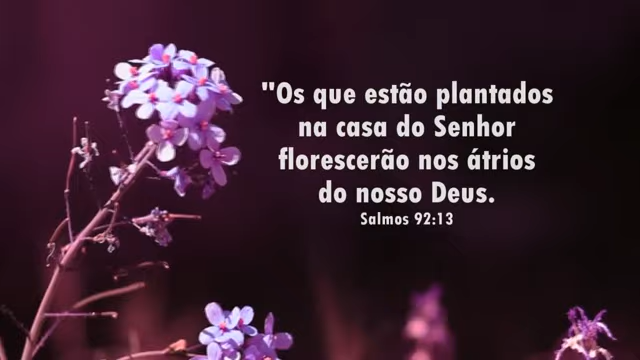 "Os que estão plantados
na casa do Senhor
florescerão nos átrios
do nosso Deus.
Salmos 92:13